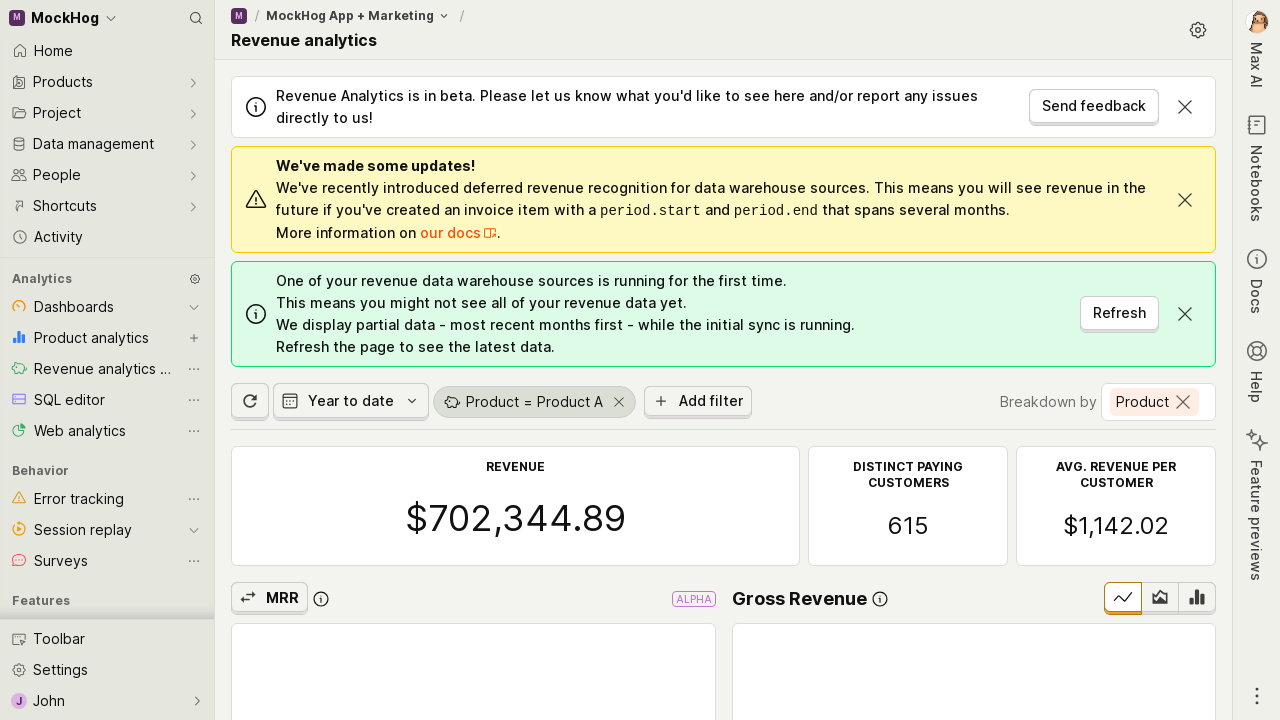 M MockHog
Home
Products
Project
Data management
People
Shortcuts
Activity
Analytics
Dashboards
Product analytics
Revenue analytics ...
SQL editor
Web analytics
Behavior
Error tracking
Session replay
Surveys
Features
Toolbar
Settings
J John
M / MockHog App + Marketing /
Revenue analytics
Revenue Analytics is in beta. Please let us know what you'd like to see here and/or report any issues
directly to us!
Send feedback
We've made some updates!
We've recently introduced deferred revenue recognition for data warehouse sources. This means you will see revenue in the
future if you've created an invoice item with a period.start and period.end that spans several months.
More information on our docs.
One of your revenue data warehouse sources is running for the first time.
This means you might not see all of your revenue data yet.
We display partial data - most recent months first - while the initial sync is running.
Refresh the page to see the latest data.
Refresh
Year to date
Product = Product A
Add filter
Breakdown by Product
REVENUE
$702,344.89
DISTINCT PAYING
CUSTOMERS
615
AVG. REVENUE PER
CUSTOMER
$1,142.02
MRR
ALPHA
Gross Revenue
Max AI
Notebooks
Docs
Help
Feature previews